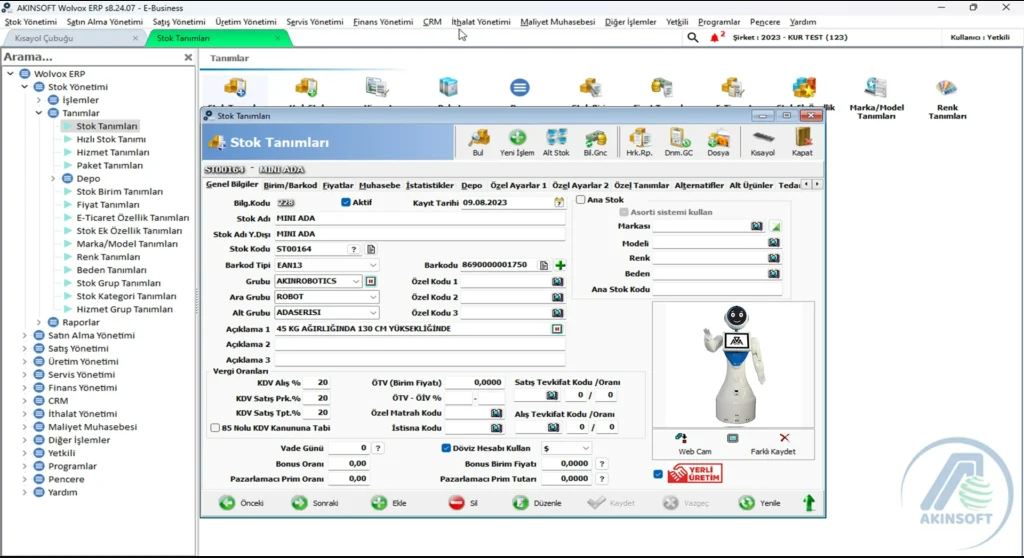 AKINSOFT Wolvox ERP s8.24.07 - E-Business
Stok Yönetimi Satın Alma Yönetimi Satış Yönetimi Üretim Yönetimi Servis Yönetimi Finans Yönetimi CRM İthalat Yönetimi Maliyet Muhasebesi Diğer İşlemler Yetkili Programlar Pencere Yardım
Kısayol Çubuğu
Stok Tanımları
2
Şirket : 2023 - KUR TEST (123)
Kullanıcı : Yetkili
Arama...
Wolvox ERP
Stok Yönetimi
İşlemler
Tanımlar
Stok Tanımları
Hızlı Stok Tanımı
Hizmet Tanımları
Paket Tanımları
Depo
Stok Birim Tanımları
Fiyat Tanımları
E-Ticaret Özellik Tanımları
Stok Ek Özellik Tanımları
Marka/Model Tanımları
Renk Tanımları
Beden Tanımları
Stok Grup Tanımları
Stok Kategori Tanımları
Hizmet Grup Tanımları
Raporlar
Satın Alma Yönetimi
Satış Yönetimi
Üretim Yönetimi
Servis Yönetimi
Finans Yönetimi
CRM
İthalat Yönetimi
Maliyet Muhasebesi
Diğer İşlemler
Yetkili
Programlar
Pencere
Yardım
Tanımlar
Marka/Model Tanımları
Renk Tanımları
Stok Tanımları
Stok Tanımları
Bul
Yeni İşlem
Alt Stok
Bil.Gnc
Hrk.Rp.
Dnm.GC
Dosya
Kısayol
Kapat
ST00164 - MINI ADA
Genel Bilgiler Birim/Barkod Fiyatlar Muhasebe İstatistikler Depo Özel Ayarlar 1 Özel Ayarlar 2 Özel Tanımlar Alternatifler Alt Ürünler Tedar
Bilg.Kodu 228 Aktif Kayıt Tarihi 09.08.2023
Stok Adı MINI ADA
Stok Adı Y.Dışı MINI ADA
Stok Kodu ST00164 ?
Barkod Tipi EAN13 Barkodu 8690000001750
Grubu AKINROBOTICS Özel Kodu 1
Ara Grubu ROBOT Özel Kodu 2
Alt Grubu ADASERISI Özel Kodu 3
Açıklama 1 45 KG AĞIRLIĞINDA 130 CM YÜKSEKLİĞİNDE
Açıklama 2
Açıklama 3
Ana Stok
Asorti sistemi kullan
Markası
Modeli
Renk
Beden
Ana Stok Kodu
Vergi Oranları
KDV Alış % 20 ÖTV (Birim Fiyatı) 0,0000 Satış Tevkifat Kodu /Oranı
KDV Satış Prk.% 20 ÖTV - ÖİV % - 0 / 0
KDV Satış Tpt.% 20 Özel Matrah Kodu Alış Tevkifat Kodu /Oranı
85 Nolu KDV Kanununa Tabi İstisna Kodu 0 / 0
Vade Günü 0 ? Döviz Hesabı Kullan $
Bonus Oranı 0,00 Bonus Birim Fiyatı 0,0000 ?
Pazarlamacı Prim Oranı 0,00 Pazarlamacı Prim Tutarı 0,0000 ?
Web Cam
Farklı Kaydet
YERLİ ÜRETİM
Önceki Sonraki Ekle Sil Düzenle Kaydet Vazgeç Yenile
AKINSOFT